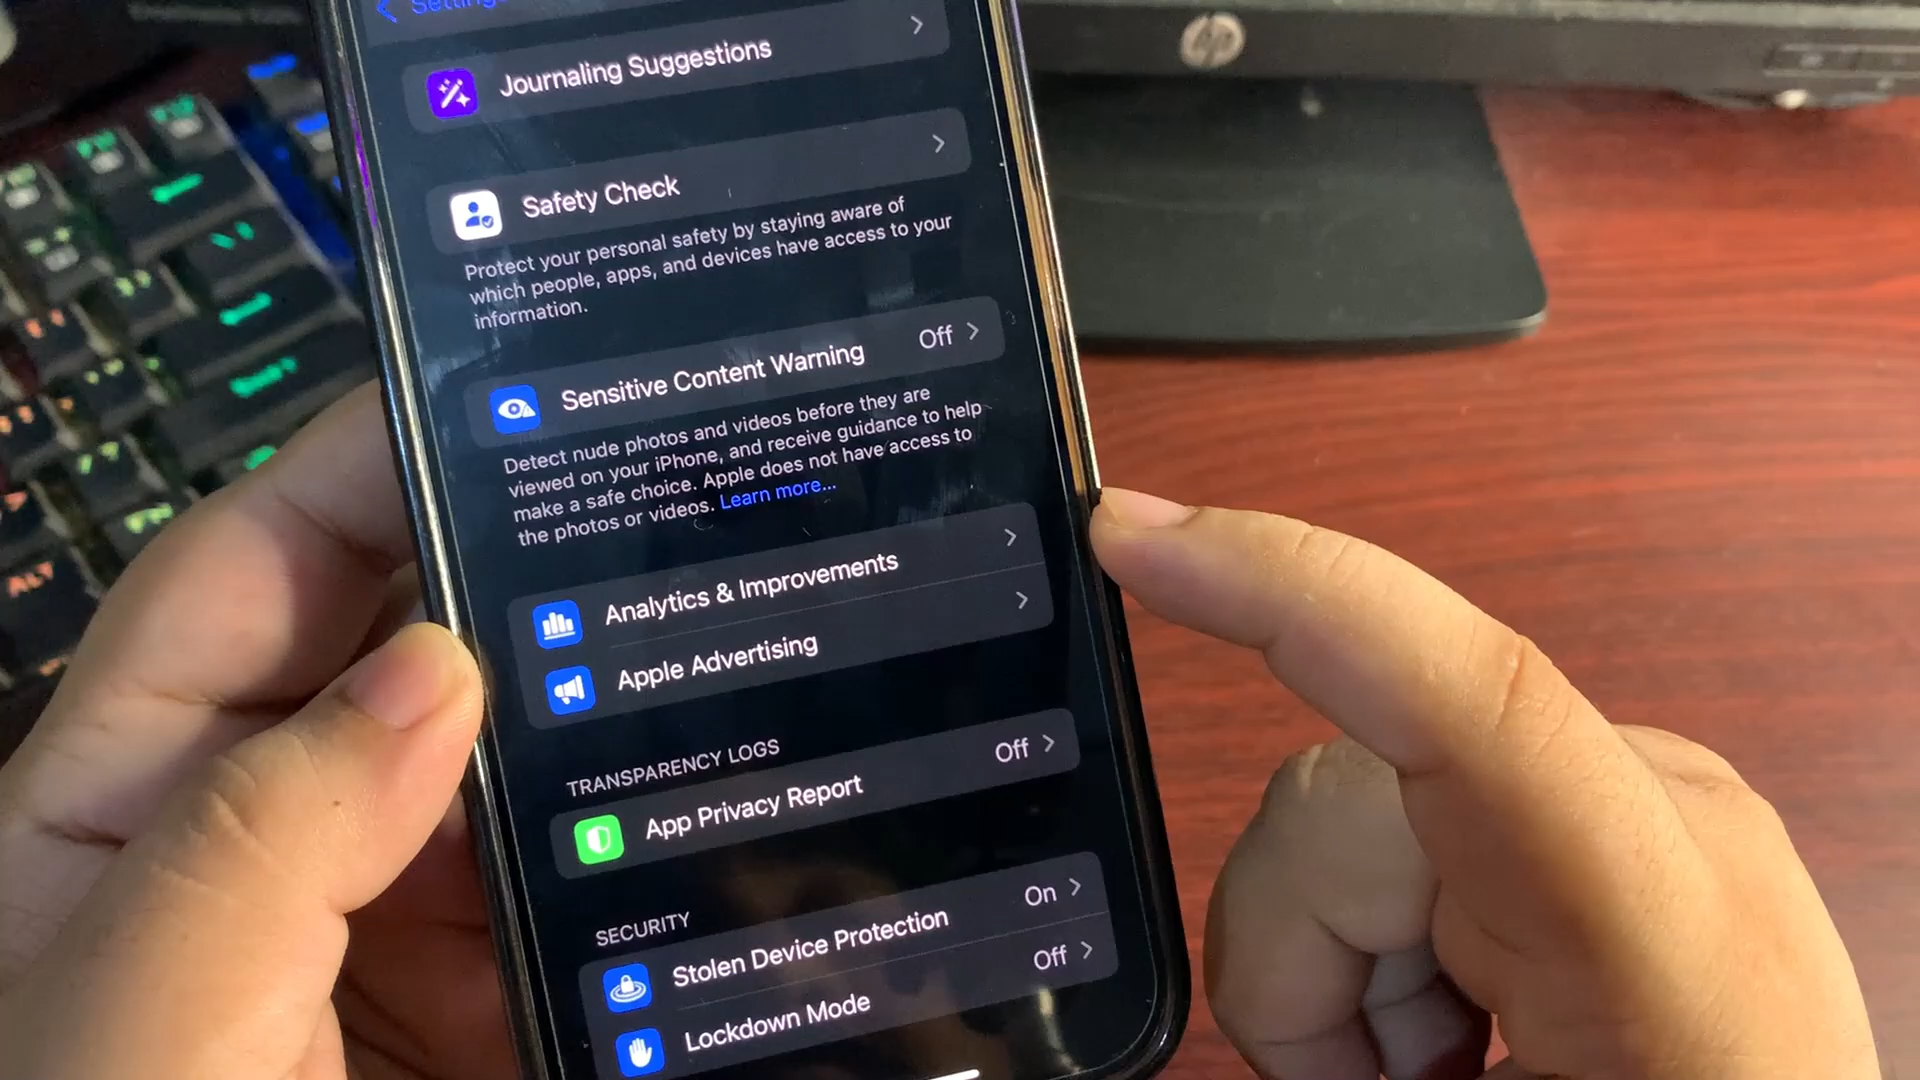 Settings
Journaling Suggestions
Safety Check
Protect your personal safety by staying aware of
which people, apps, and devices have access to your
information.
Sensitive Content Warning Off
Detect nude photos and videos before they are
viewed on your iPhone, and receive guidance to help
make a safe choice. Apple does not have access to
the photos or videos. Learn more...
Analytics & Improvements
Apple Advertising
TRANSPARENCY LOGS
App Privacy Report Off
SECURITY
Stolen Device Protection On
Lockdown Mode Off
hp
ALT